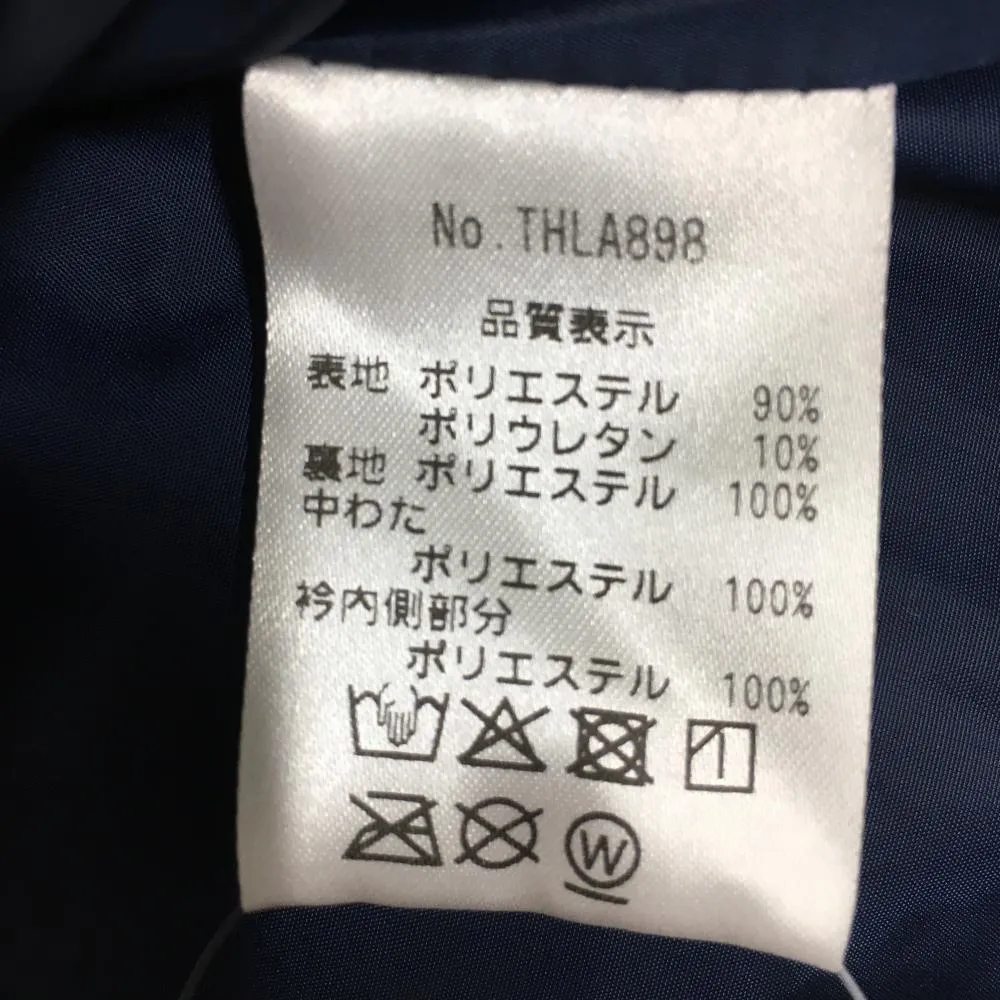 No.THLA898
品質表示
表地 ポリエステル 90%
ポリウレタン 10%
裏地 ポリエステル 100%
中わた
ポリエステル 100%
衿内側部分
ポリエステル 100%
W